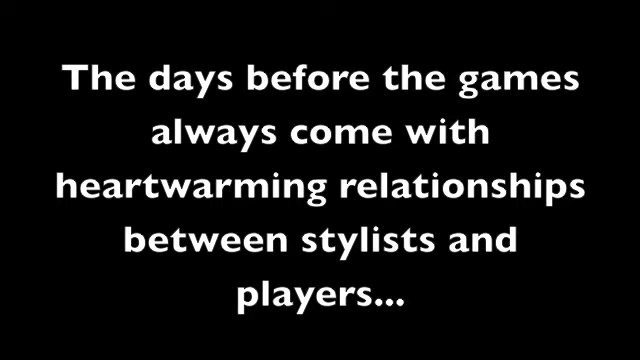 The days before the games
always come with
heartwarming relationships
between stylists and
players...